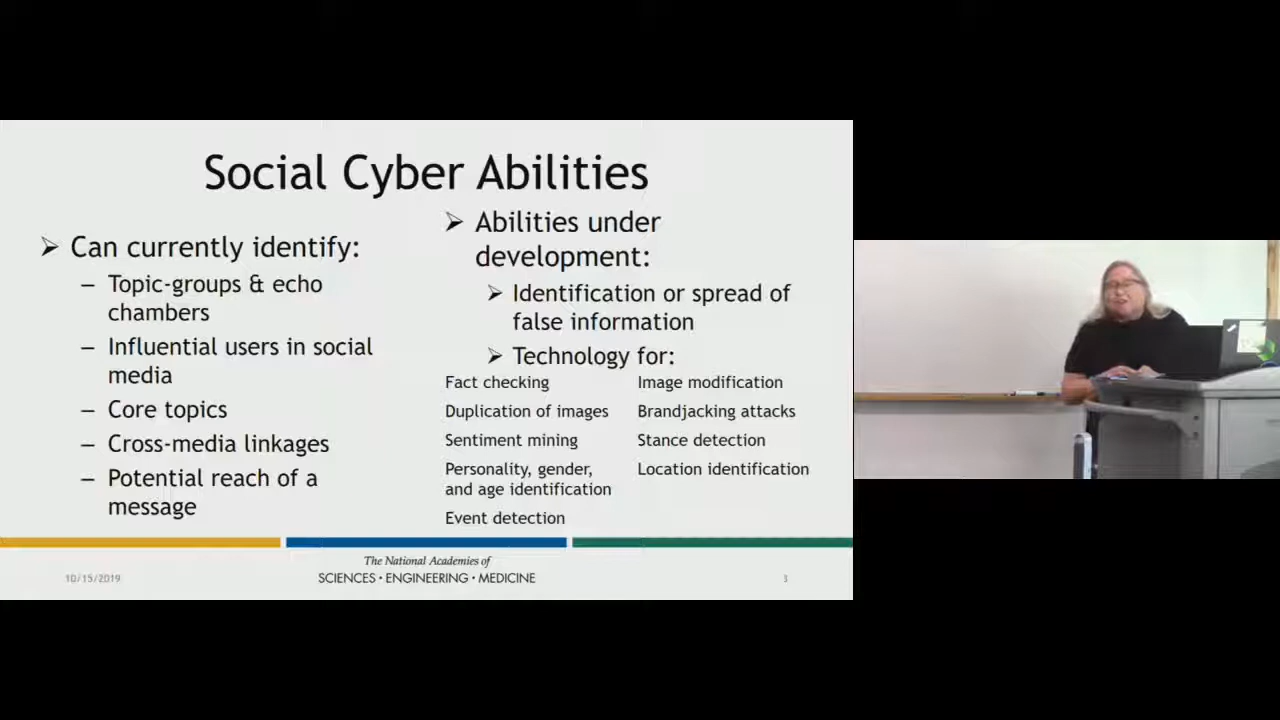 Social Cyber Abilities
➢ Can currently identify:
– Topic-groups & echo
chambers
– Influential users in social
media
– Core topics
– Cross-media linkages
– Potential reach of a
message
➢ Abilities under
development:
➢ Identification or spread of
false information
➢ Technology for:
Fact checking
Duplication of images
Sentiment mining
Personality, gender,
and age identification
Event detection
Image modification
Brandjacking attacks
Stance detection
Location identification
10/15/2019
The National Academies of
SCIENCES • ENGINEERING • MEDICINE
3